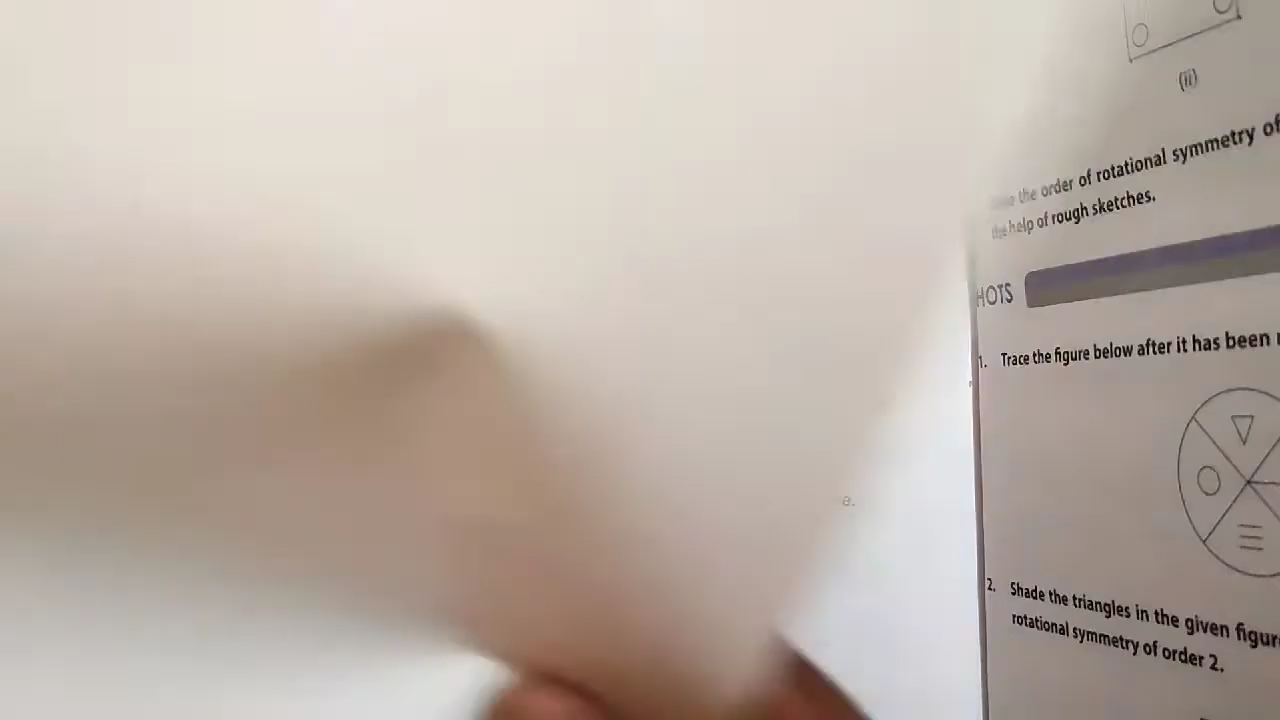 (ii)
the order of rotational symmetry of
the help of rough sketches.
HOTS
1. Trace the figure below after it has been
a.
2. Shade the triangles in the given
rotational symmetry of order 2.